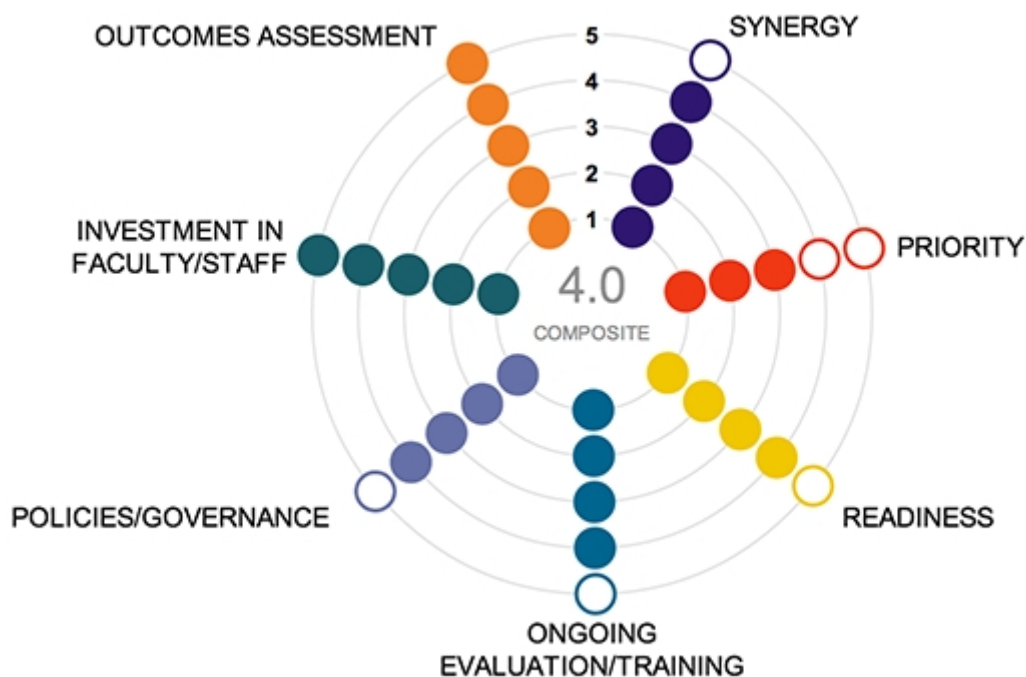 OUTCOMES ASSESSMENT
5
SYNERGY
4
3
2
1
INVESTMENT IN
FACULTY/STAFF
PRIORITY
4.0
COMPOSITE
POLICIES/GOVERNANCE
READINESS
ONGOING
EVALUATION/TRAINING